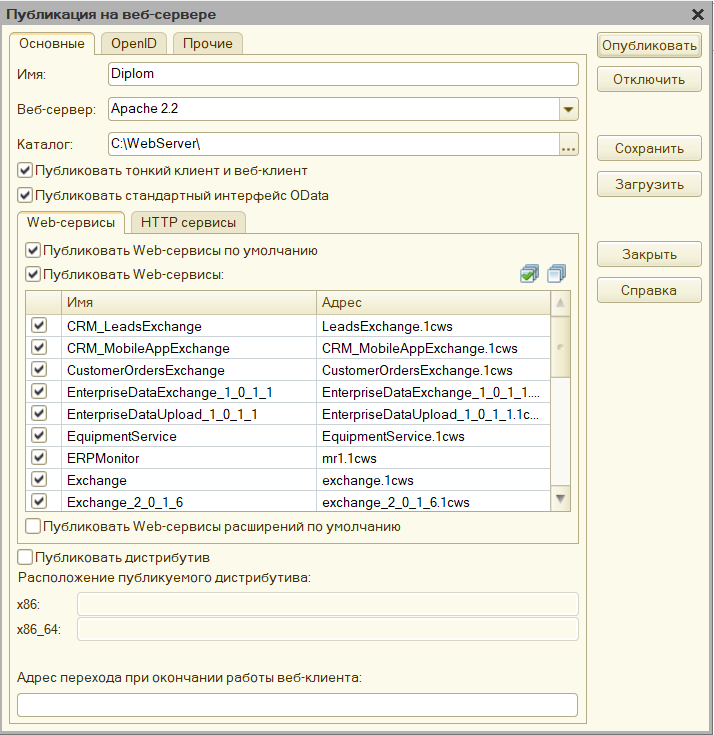 Публикация на веб-сервере
Основные OpenID Прочие
Опубликовать
Имя: Diplom
Отключить
Веб-сервер: Apache 2.2
Каталог: C:\WebServer\ ...
Сохранить
Публиковать тонкий клиент и веб-клиент
Загрузить
Публиковать стандартный интерфейс OData
Web-сервисы HTTP сервисы
Публиковать Web-сервисы по умолчанию
Закрыть
Публиковать Web-сервисы:
Справка
Имя Адрес
CRM_LeadsExchange LeadsExchange.1cws
CRM_MobileAppExchange CRM_MobileAppExchange.1cws
CustomerOrdersExchange CustomerOrdersExchange.1cws
EnterpriseDataExchange_1_0_1_1 EnterpriseDataExchange_1_0_1_1....
EnterpriseDataUpload_1_0_1_1 EnterpriseDataUpload_1_0_1_1.1c...
EquipmentService EquipmentService.1cws
ERPMonitor mr1.1cws
Exchange exchange.1cws
Exchange_2_0_1_6 exchange_2_0_1_6.1cws
Публиковать Web-сервисы расширений по умолчанию
Публиковать дистрибутив
Расположение публикуемого дистрибутива:
x86:
x86_64:
Адрес перехода при окончании работы веб-клиента: